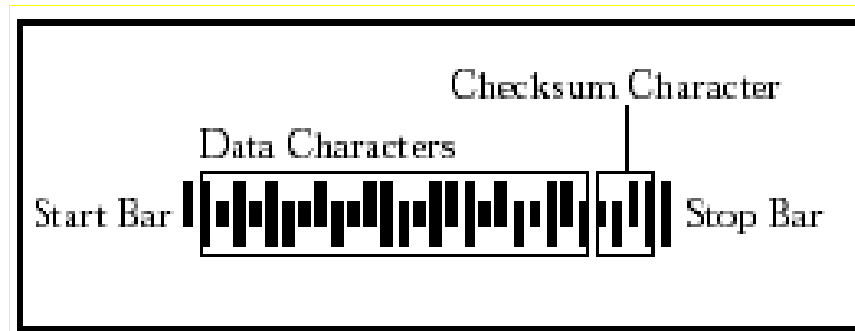 Checksum Character
Data Characters
Start Bar
Stop Bar